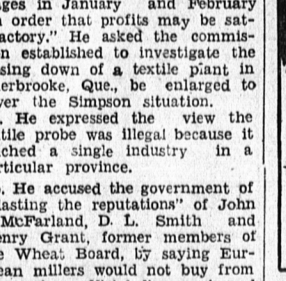 ges in January and February
order that profits may be sat-
actory." He asked the commis-
n established to investigate the
sing down of a textile plant in
erbrooke, Que., be enlarged to
ver the Simpson situation.
. He expressed the view the
tile probe was illegal because it
ched a single industry in a
rticular province.
. He accused the government of
lasting the reputations" of John
McFarland, D. L. Smith and
enry Grant, former members of
e Wheat Board, by saying Eur-
ean millers would not buy from